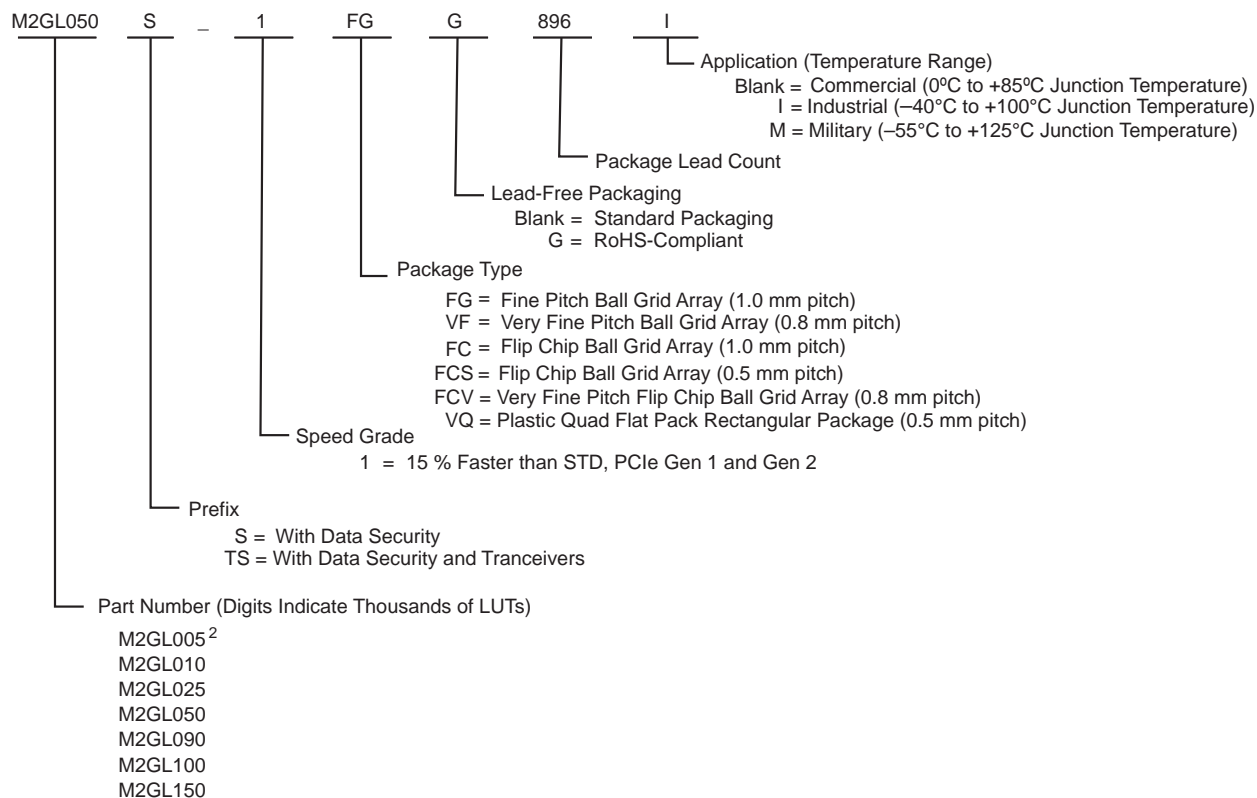 M2GL050 S _ 1 FG G 896 I
Application (Temperature Range)
Blank = Commercial (0ºC to +85ºC Junction Temperature)
I = Industrial (–40°C to +100°C Junction Temperature)
M = Military (–55°C to +125°C Junction Temperature)
Package Lead Count
Lead-Free Packaging
Blank = Standard Packaging
G = RoHS-Compliant
Package Type
FG = Fine Pitch Ball Grid Array (1.0 mm pitch)
VF = Very Fine Pitch Ball Grid Array (0.8 mm pitch)
FC = Flip Chip Ball Grid Array (1.0 mm pitch)
FCS = Flip Chip Ball Grid Array (0.5 mm pitch)
FCV = Very Fine Pitch Flip Chip Ball Grid Array (0.8 mm pitch)
VQ = Plastic Quad Flat Pack Rectangular Package (0.5 mm pitch)
Speed Grade
1 = 15 % Faster than STD, PCIe Gen 1 and Gen 2
Prefix
S = With Data Security
TS = With Data Security and Tranceivers
Part Number (Digits Indicate Thousands of LUTs)
M2GL005 2
M2GL010
M2GL025
M2GL050
M2GL090
M2GL100
M2GL150